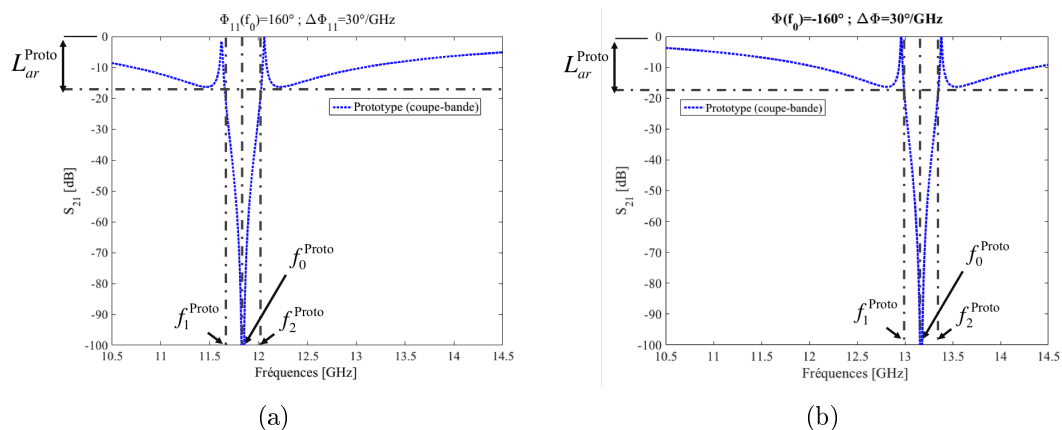 Φ₁₁(f₀)=160° ; ΔΦ₁₁=30°/GHz
L_ar^Proto
S₂₁ [dB]
0
-10
-20
-30
-40
-50
-60
-70
-80
-90
-100
Prototype (coupe-bande)
f₀^Proto
f₁^Proto
f₂^Proto
10.5 11 11.5 12 12.5 13 13.5 14 14.5
Fréquences [GHz]
(a)
Φ(f₀)=-160° ; ΔΦ=30°/GHz
L_ar^Proto
S₂₁ [dB]
0
-10
-20
-30
-40
-50
-60
-70
-80
-90
-100
Prototype (coupe-bande)
f₀^Proto
f₁^Proto
f₂^Proto
10.5 11 11.5 12 12.5 13 13.5 14 14.5
Fréquences [GHz]
(b)